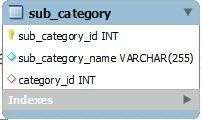 sub_category
sub_category_id INT
sub_category_name VARCHAR(255)
category_id INT
Indexes